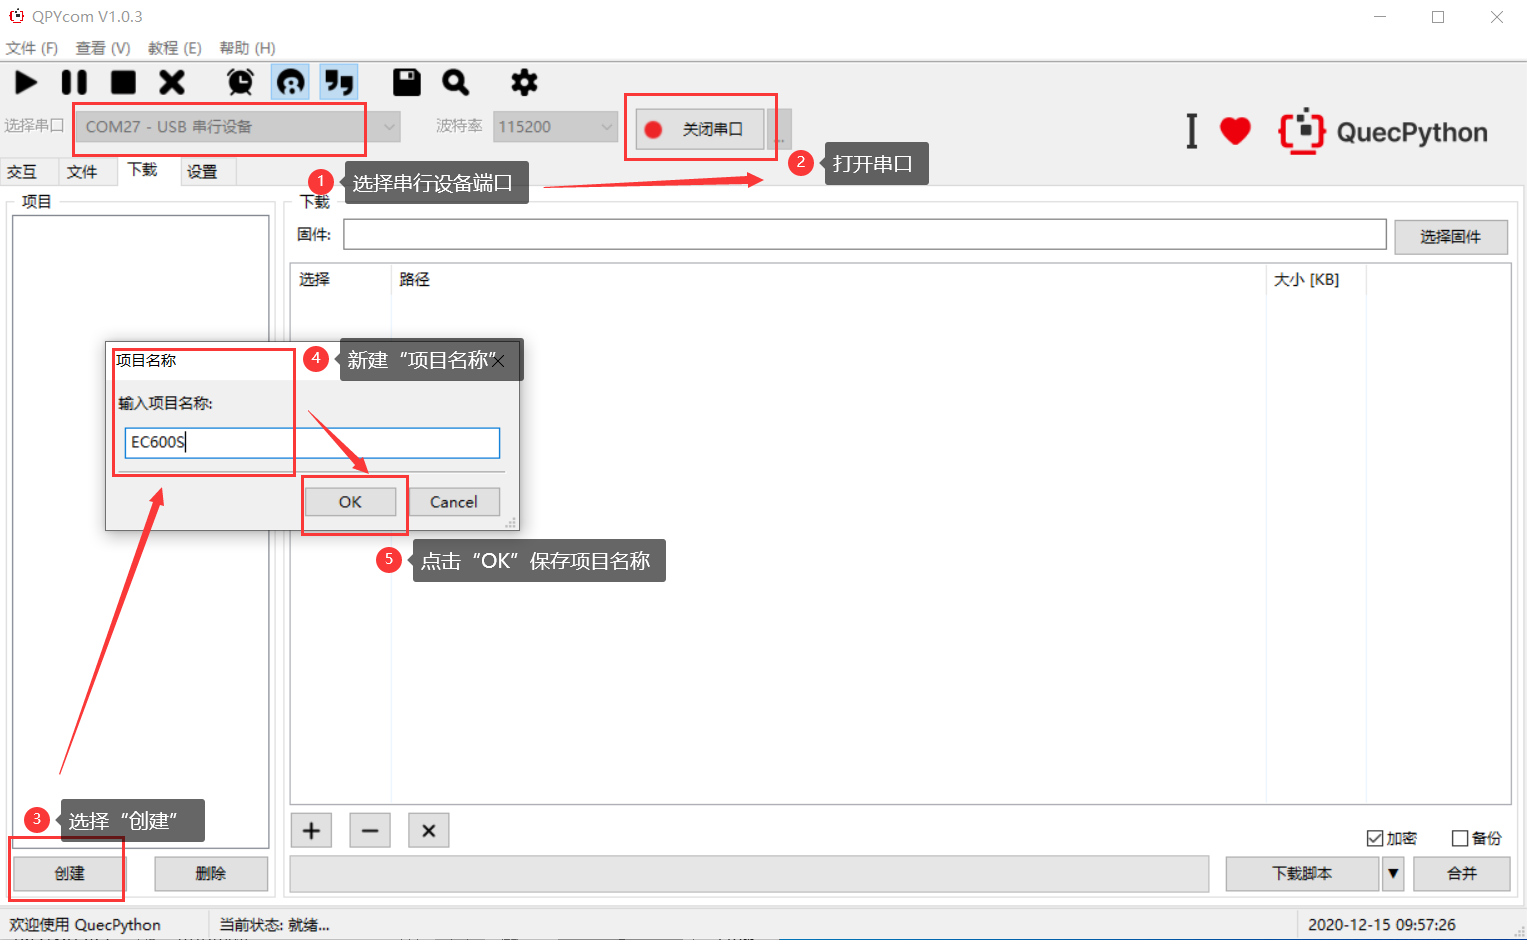 QPYcom V1.0.3
文件 (F) 查看 (V) 教程 (E) 帮助 (H)
选择串口 COM27 - USB 串行设备 波特率 115200 关闭串口 ...
I QuecPython
交互 文件 下载 设置
1 选择串行设备端口
2 打开串口
项目
下载
固件: 选择固件
选择 路径 大小 [KB]
项目名称
4 新建“项目名称”
输入项目名称:
EC600S
OK Cancel
5 点击“OK”保存项目名称
3 选择“创建”
加密 备份
创建 删除 下载脚本 合并
欢迎使用 QuecPython 当前状态: 就绪... 2020-12-15 09:57:26